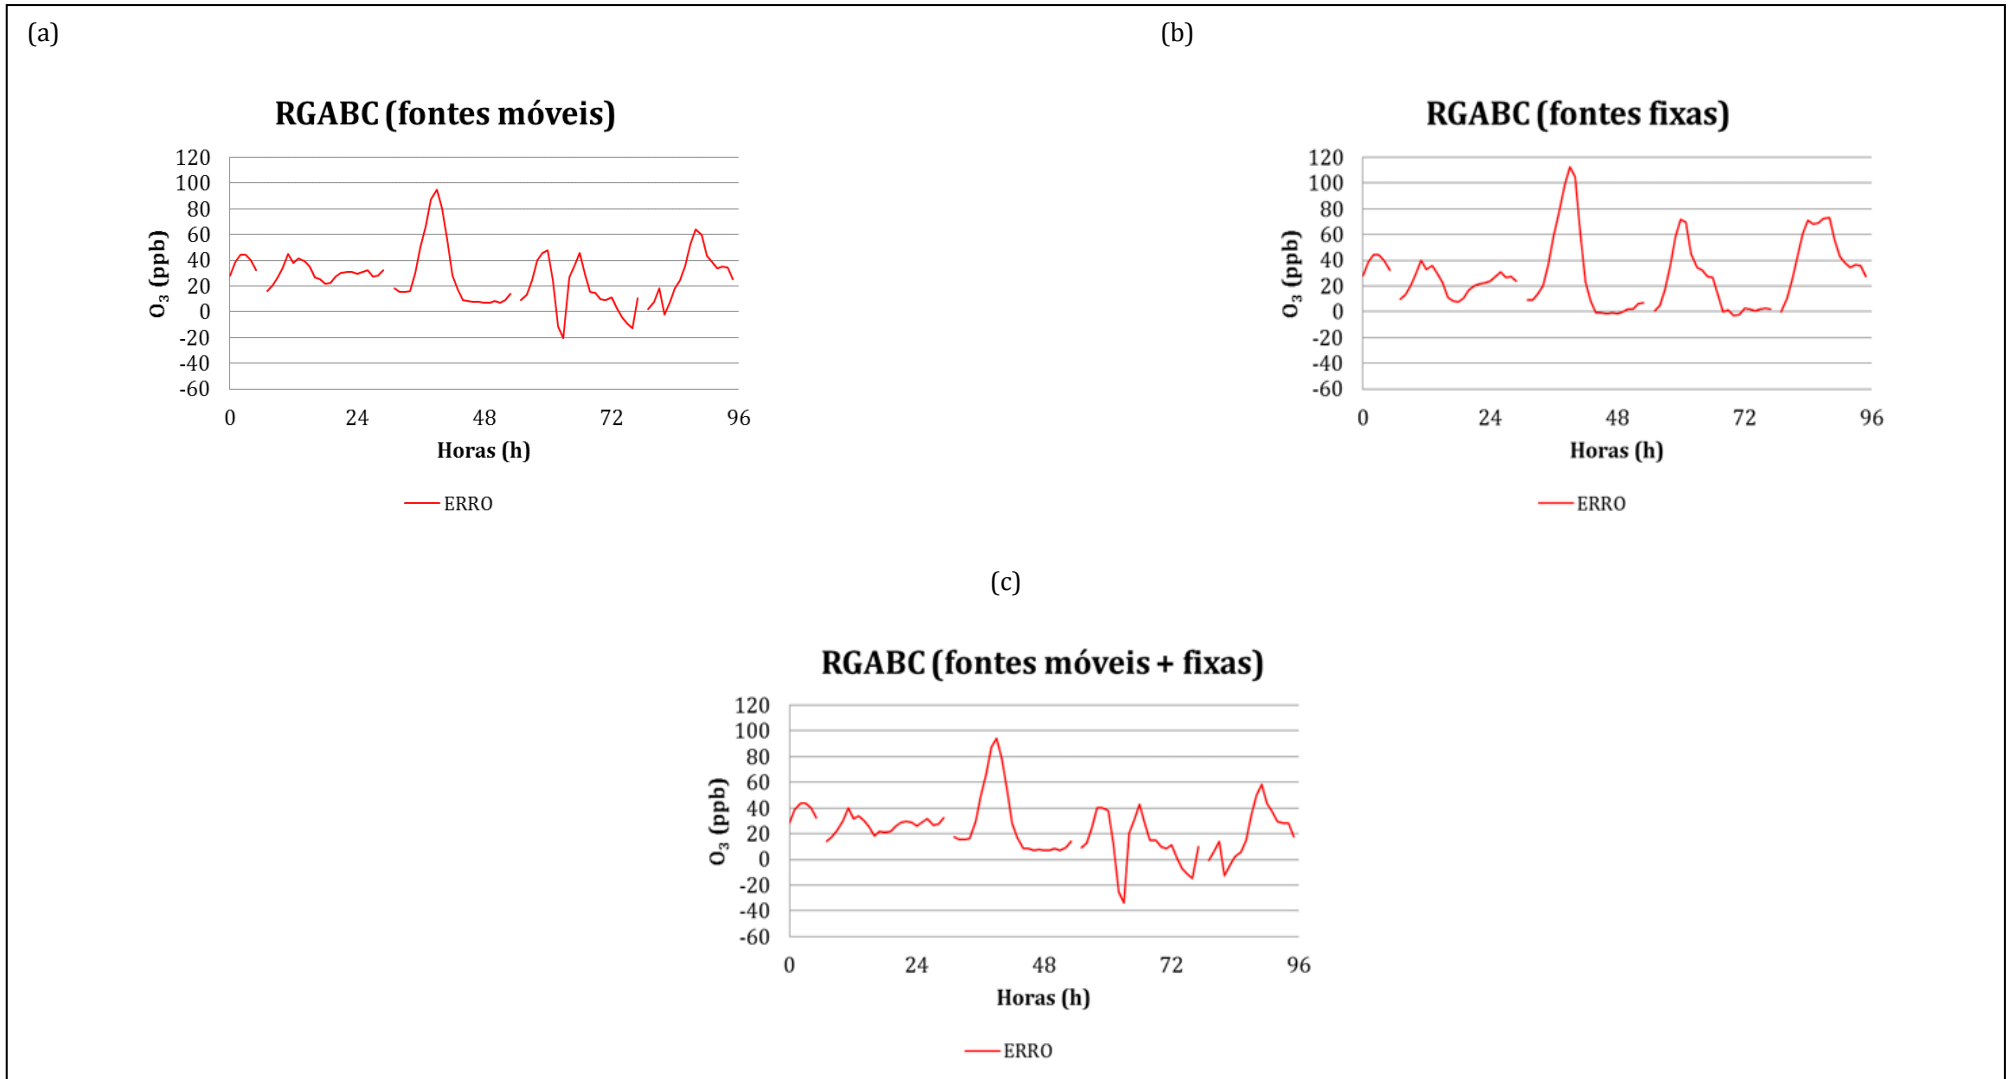 (a)
(b)
RGABC (fontes móveis)
120
100
80
60
40
20
0
-20
-40
-60
O₃ (ppb)
0 24 48 72 96
Horas (h)
ERRO
RGABC (fontes fixas)
120
100
80
60
40
20
0
-20
-40
-60
O₃ (ppb)
0 24 48 72 96
Horas (h)
ERRO
(c)
RGABC (fontes móveis + fixas)
120
100
80
60
40
20
0
-20
-40
-60
O₃ (ppb)
0 24 48 72 96
Horas (h)
ERRO